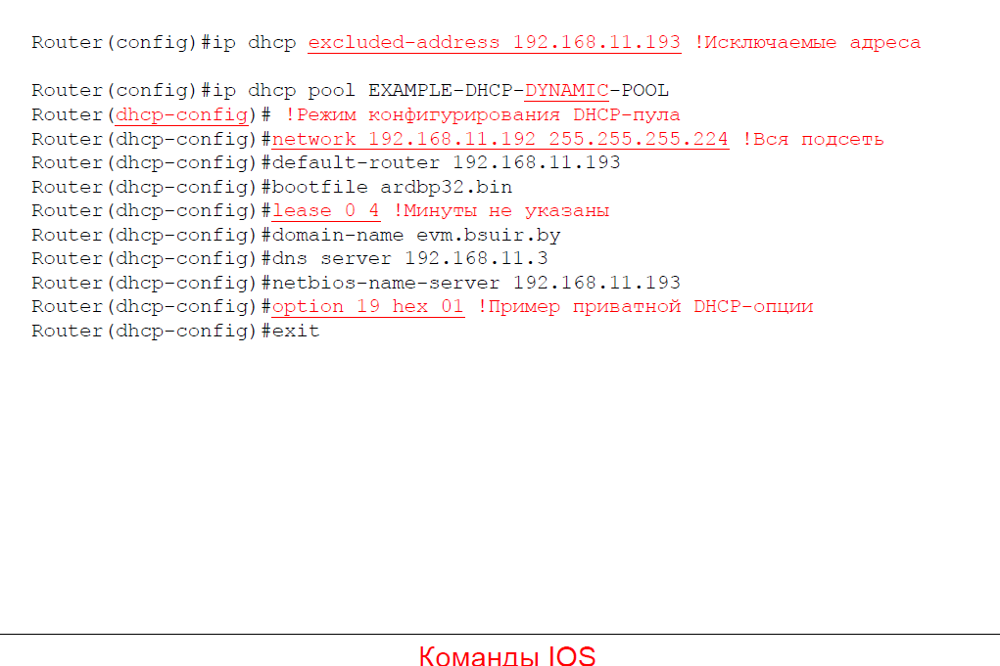 Router(config)#ip dhcp excluded-address 192.168.11.193 !Исключаемые адреса
Router(config)#ip dhcp pool EXAMPLE-DHCP-DYNAMIC-POOL
Router(dhcp-config)# !Режим конфигурирования DHCP-пула
Router(dhcp-config)#network 192.168.11.192 255.255.255.224 !Вся подсеть
Router(dhcp-config)#default-router 192.168.11.193
Router(dhcp-config)#bootfile ardbp32.bin
Router(dhcp-config)#lease 0 4 !Минуты не указаны
Router(dhcp-config)#domain-name evm.bsuir.by
Router(dhcp-config)#dns server 192.168.11.3
Router(dhcp-config)#netbios-name-server 192.168.11.193
Router(dhcp-config)#option 19 hex 01 !Пример приватной DHCP-опции
Router(dhcp-config)#exit
Команды IOS